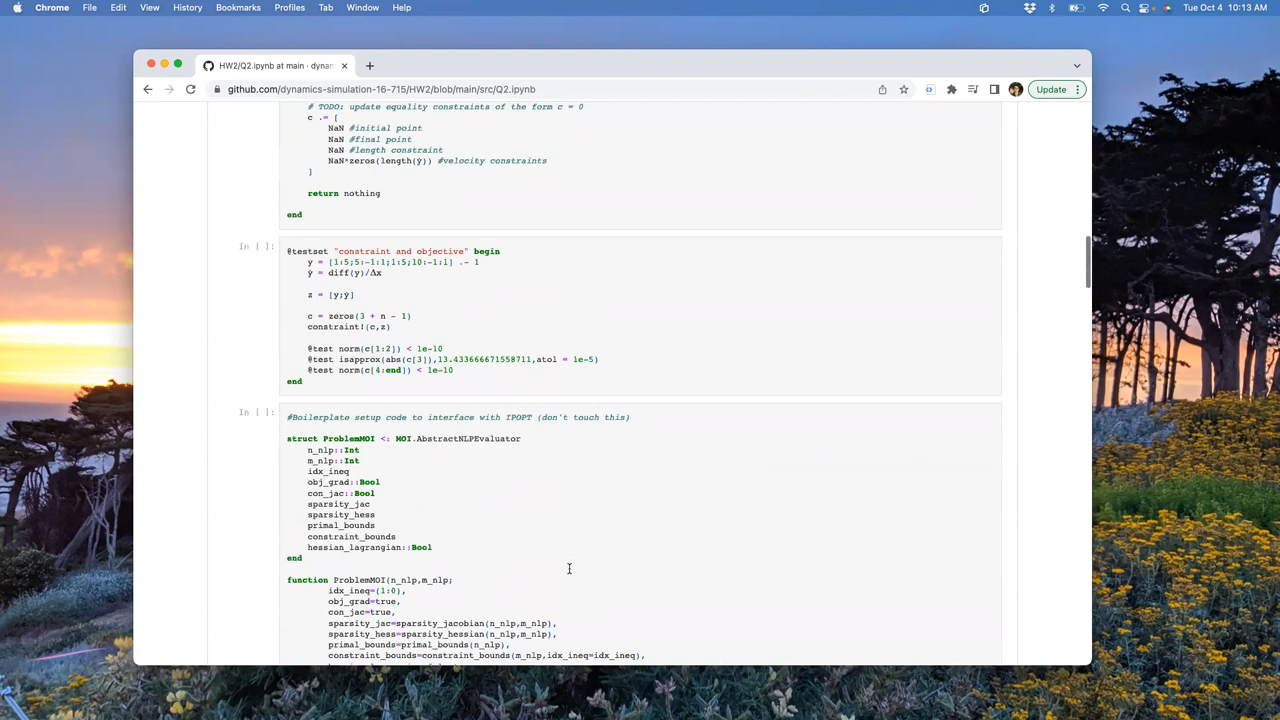 Chrome File Edit View History Bookmarks Profiles Tab Window Help Tue Oct 4 10:13 AM
HW2/Q2.ipynb at main · dynam
github.com/dynamics-simulation-16-715/HW2/blob/main/src/Q2.ipynb Update
# TODO: update equality constraints of the form c = 0
c .= [
NaN #initial point
NaN #final point
NaN #length constraint
NaN*zeros(length(ẏ)) #velocity constraints
]
return nothing
end
In [ ]:
@testset "constraint and objective" begin
y = [1:5;5:-1:1;1:5;10:-1:1] .- 1
ẏ = diff(y)/Δx
z = [y;ẏ]
c = zeros(3 + n - 1)
constraint!(c,z)
@test norm(c[1:2]) < 1e-10
@test isapprox(abs(c[3]),13.433666671558711,atol = 1e-5)
@test norm(c[4:end]) < 1e-10
end
In [ ]:
#Boilerplate setup code to interface with IPOPT (don't touch this)
struct ProblemMOI <: MOI.AbstractNLPEvaluator
n_nlp::Int
m_nlp::Int
idx_ineq
obj_grad::Bool
con_jac::Bool
sparsity_jac
sparsity_hess
primal_bounds
constraint_bounds
hessian_lagrangian::Bool
end
function ProblemMOI(n_nlp,m_nlp;
idx_ineq=(1:0),
obj_grad=true,
con_jac=true,
sparsity_jac=sparsity_jacobian(n_nlp,m_nlp),
sparsity_hess=sparsity_hessian(n_nlp,m_nlp),
primal_bounds=primal_bounds(n_nlp),
constraint_bounds=constraint_bounds(m_nlp,idx_ineq=idx_ineq),